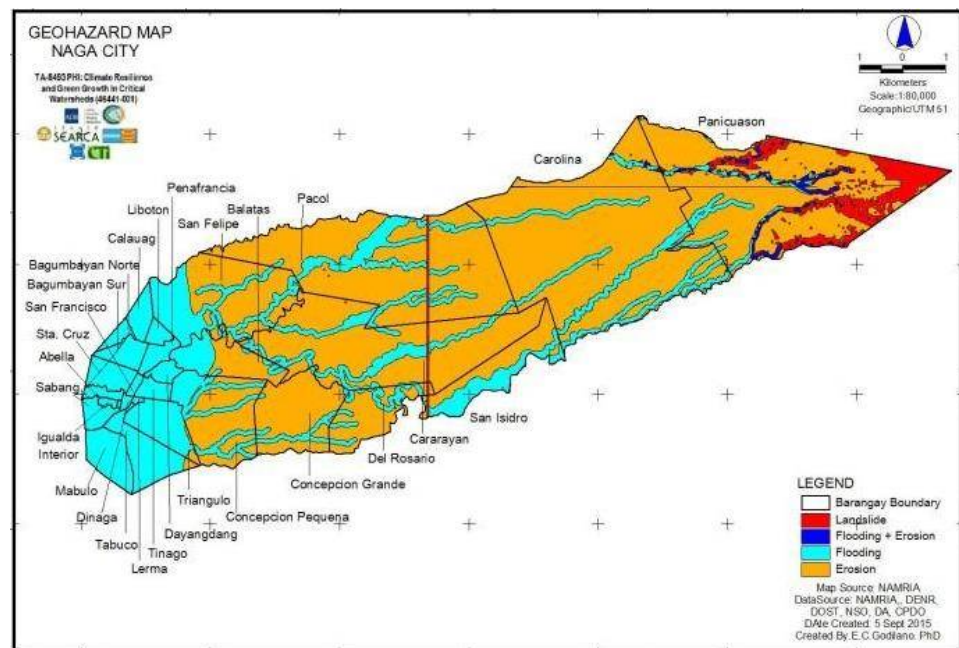 GEOHAZARD MAP
NAGA CITY
TA-8493 PHI: Climate Resilience
and Green Growth In Critical
Watersheds (46441-001)
ADB
SEARCA
CTi
1 0 1
Kilometers
Scale:1:80,000
Geographic/UTM 51
Panicuason
Carolina
Penafrancia
Pacol
Liboton
Balatas
San Felipe
Calauag
Bagumbayan Norte
Bagumbayan Sur
San Francisco
Sta. Cruz
Abella
Sabang
Igualda
Interior
Mabulo
Dinaga
Tabuco
Lerma
Tinago
Dayangdang
Triangulo
Concepcion Pequena
Concepcion Grande
Del Rosario
Cararayan
San Isidro
LEGEND
Barangay Boundary
Landslide
Flooding + Erosion
Flooding
Erosion
Map Source: NAMRIA
DataSource: NAMRIA,, DENR,
DOST, NSO, DA, CPDO
DAte Created: 5 Sept 2015
Created By:E.C.Godilano. PhD